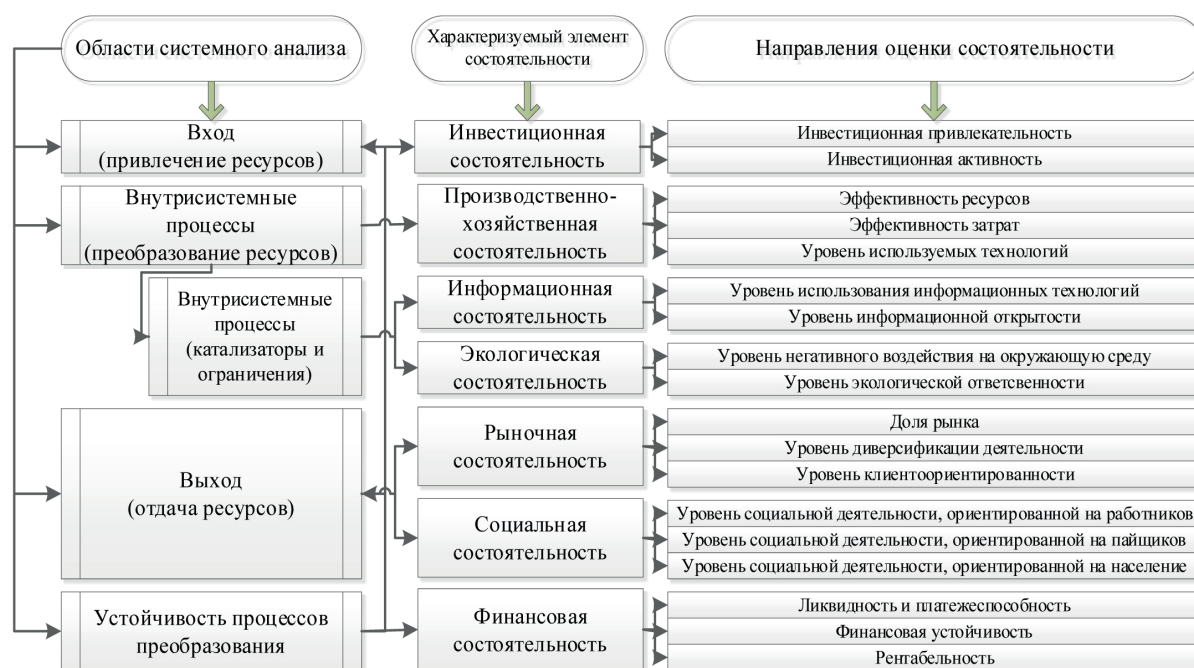 Области системного анализа
Характеризуемый элемент
состоятельности
Направления оценки состоятельности
Вход
(привлечение ресурсов)
Инвестиционная
состоятельность
Инвестиционная привлекательность
Инвестиционная активность
Внутрисистемные
процессы
(преобразование ресурсов)
Производственно-
хозяйственная
состоятельность
Эффективность ресурсов
Эффективность затрат
Уровень используемых технологий
Внутрисистемные
процессы
(катализаторы и
ограничения)
Информационная
состоятельность
Уровень использования информационных технологий
Уровень информационной открытости
Экологическая
состоятельность
Уровень негативного воздействия на окружающую среду
Уровень экологической ответсвенности
Выход
(отдача ресурсов)
Рыночная
состоятельность
Доля рынка
Уровень диверсификации деятельности
Уровень клиентоориентированности
Социальная
состоятельность
Уровень социальной деятельности, ориентированной на работников
Уровень социальной деятельности, ориентированной на пайщиков
Уровень социальной деятельности, ориентированной на население
Устойчивость процессов
преобразования
Финансовая
состоятельность
Ликвидность и платежеспособность
Финансовая устойчивость
Рентабельность